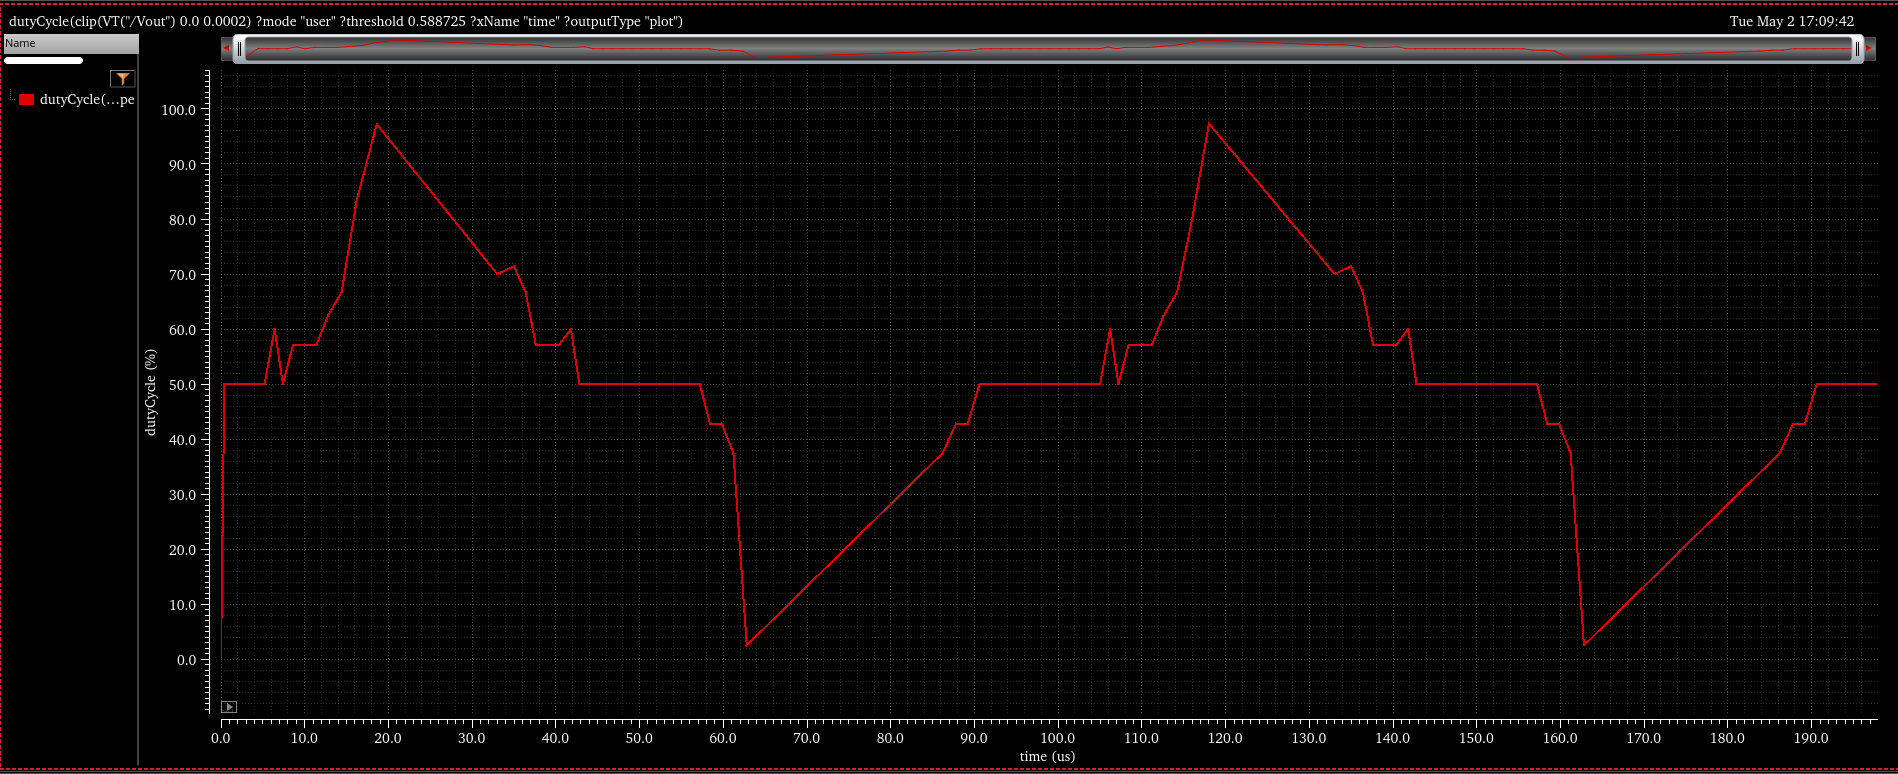 dutyCycle(clip(VT("/Vout") 0.0 0.0002) ?mode "user" ?threshold 0.588725 ?xName "time" ?outputType "plot")
Tue May 2 17:09:42
Name
dutyCycle(...pe
100.0
90.0
80.0
70.0
60.0
50.0
40.0
30.0
20.0
10.0
0.0
dutyCycle (%)
0.0 10.0 20.0 30.0 40.0 50.0 60.0 70.0 80.0 90.0 100.0 110.0 120.0 130.0 140.0 150.0 160.0 170.0 180.0 190.0
time (us)